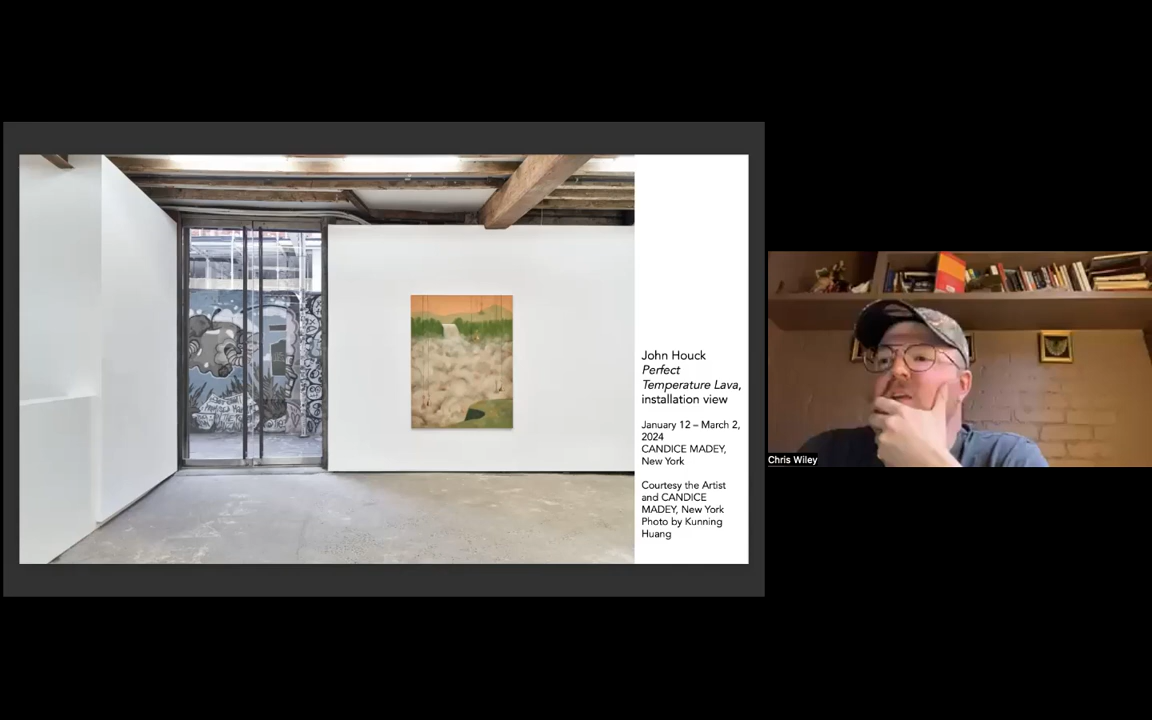 John Houck
Perfect
Temperature Lava,
installation view
January 12 – March 2,
2024
CANDICE MADEY,
New York
Courtesy the Artist
and CANDICE
MADEY, New York
Photo by Kunning
Huang
Chris Wiley